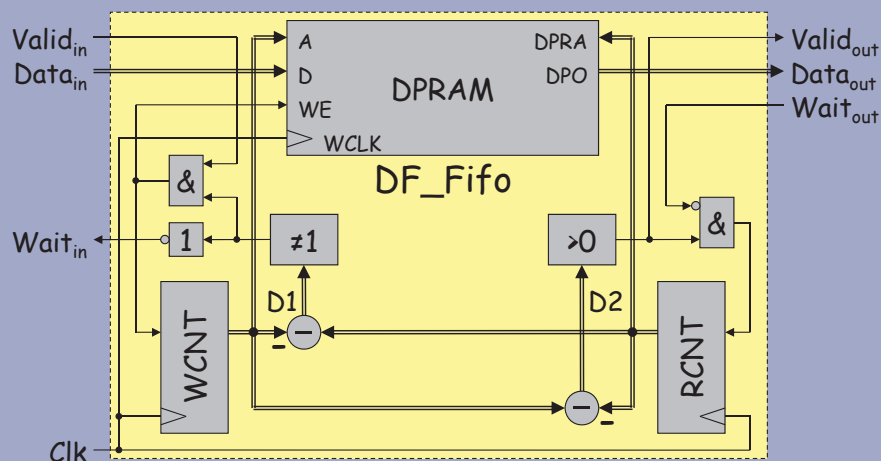 Valid_in
Data_in
A
D
WE
WCLK
DPRAM
DPRA
DPO
Valid_out
Data_out
Wait_out
DF_Fifo
&
&
Wait_in
1
≠1
>0
D1
D2
WCNT
−
-
RCNT
−
-
Clk